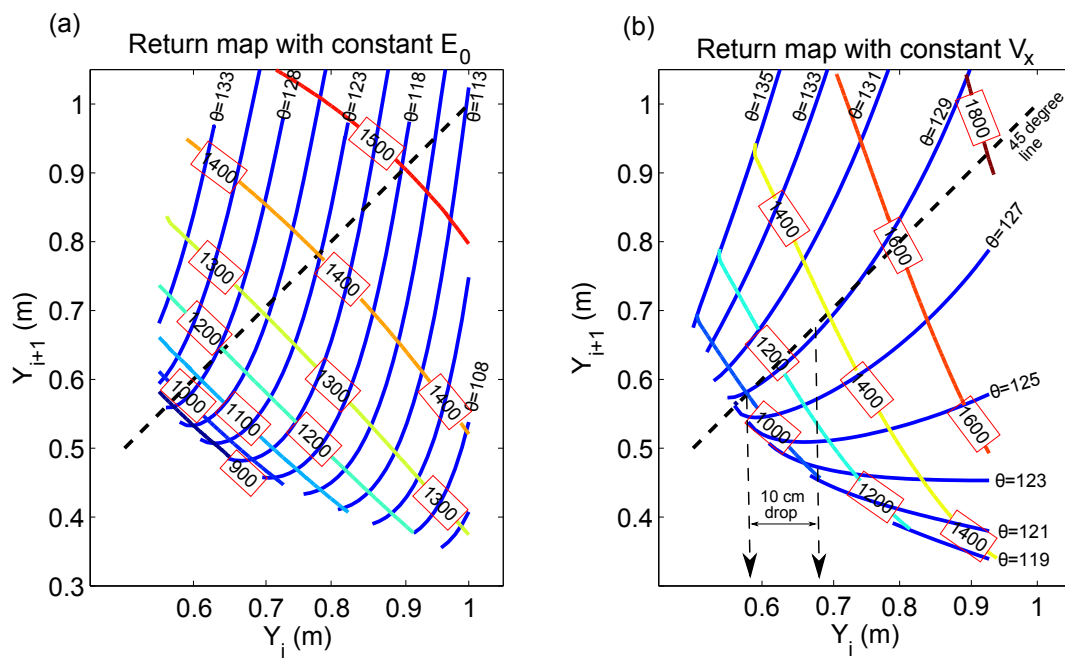 (a)
Return map with constant E0
θ=133
θ=128
θ=123
θ=118
θ=113
1500
1400
1400
1300
1200
1300
1400
θ=108
1000
1100
1200
900
1300
1
0.9
0.8
0.7
0.6
0.5
0.4
0.3
0.6
0.7
0.8
0.9
1
Yi+1 (m)
Yi (m)
(b)
Return map with constant Vx
θ=135
θ=133
θ=131
θ=129
1800
45 degree
line
1400
1600
θ=127
1200
400
θ=125
1600
1000
θ=123
1200
10 cm
drop
θ=121
1400
θ=119
1
0.9
0.8
0.7
0.6
0.5
0.4
0.6
0.7
0.8
0.9
1
Yi+1 (m)
Yi (m)